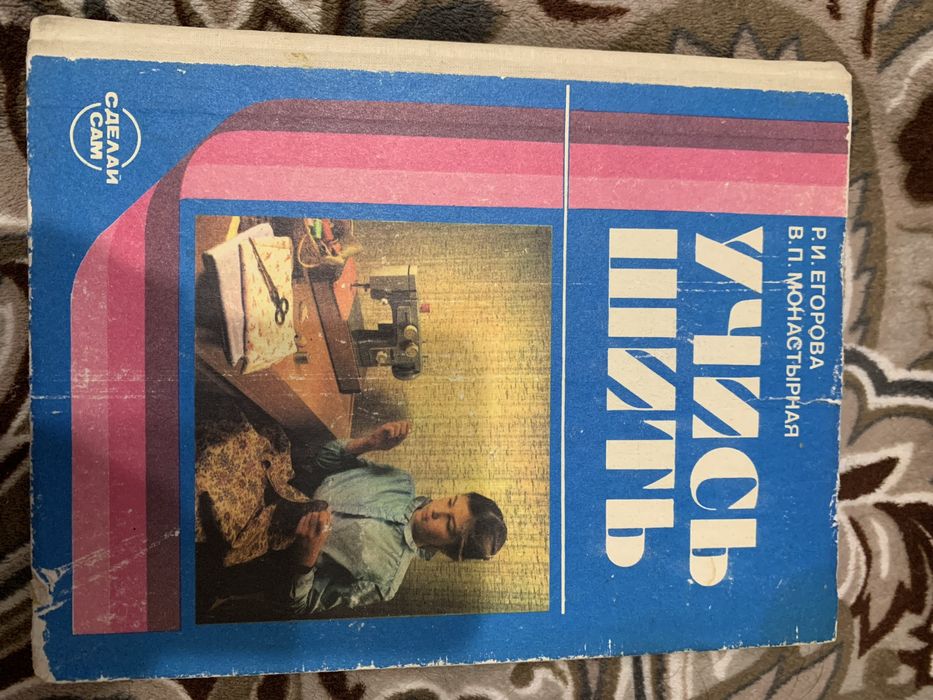 Р. И. ЕГОРОВА
В. П. МОНАСТЫРНАЯ
УЧИСЬ
ШИТЬ
СДЕЛАЙ
САМ